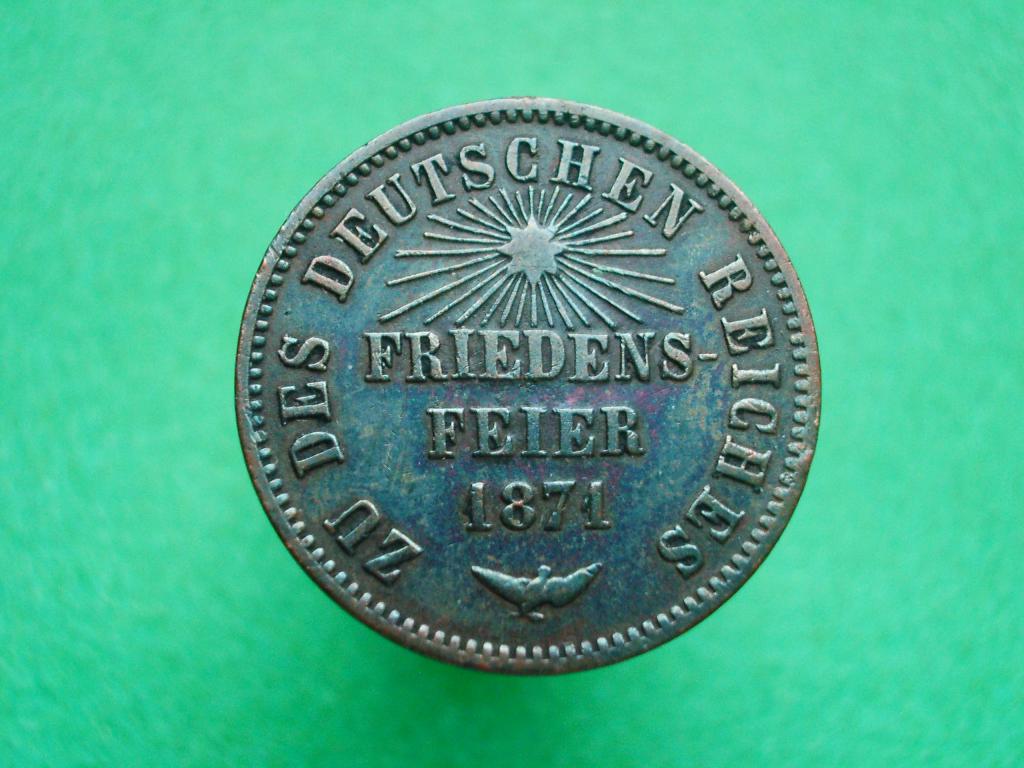 ZU DES DEUTSCHEN REICHES
FRIEDENS-
FEIER
1871